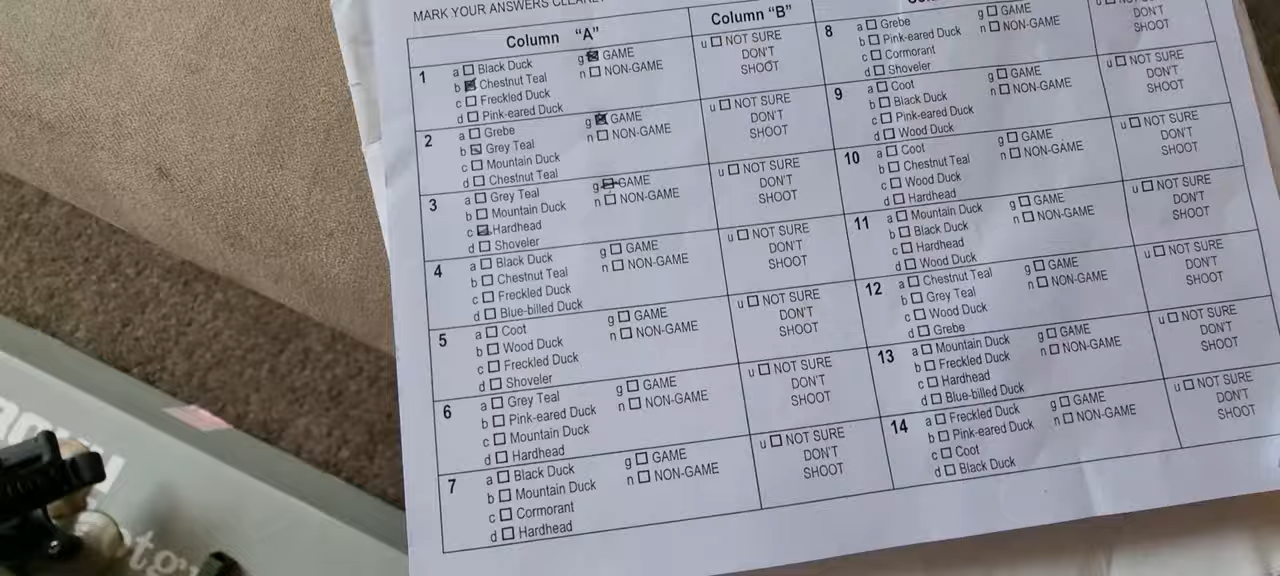 MARK YOUR ANSWERS
Column "A"
Column "B"
1
a Black Duck
b Chestnut Teal
c Freckled Duck
d Pink-eared Duck
g GAME
n NON-GAME
u NOT SURE
DON'T
SHOOT
2
a Grebe
b Grey Teal
c Mountain Duck
d Chestnut Teal
g GAME
n NON-GAME
u NOT SURE
DON'T
SHOOT
3
a Grey Teal
b Mountain Duck
c Hardhead
d Shoveler
g GAME
n NON-GAME
u NOT SURE
DON'T
SHOOT
4
a Black Duck
b Chestnut Teal
c Freckled Duck
d Blue-billed Duck
g GAME
n NON-GAME
u NOT SURE
DON'T
SHOOT
5
a Coot
b Wood Duck
c Freckled Duck
d Shoveler
g GAME
n NON-GAME
u NOT SURE
DON'T
SHOOT
6
a Grey Teal
b Pink-eared Duck
c Mountain Duck
d Hardhead
g GAME
n NON-GAME
u NOT SURE
DON'T
SHOOT
7
a Black Duck
b Mountain Duck
c Cormorant
d Hardhead
g GAME
n NON-GAME
u NOT SURE
DON'T
SHOOT
8
a Grebe
b Pink-eared Duck
c Cormorant
d Shoveler
g GAME
n NON-GAME
DON'T
SHOOT
9
a Coot
b Black Duck
c Pink-eared Duck
d Wood Duck
g GAME
n NON-GAME
u NOT SURE
DON'T
SHOOT
10
a Coot
b Chestnut Teal
c Wood Duck
d Hardhead
g GAME
n NON-GAME
u NOT SURE
DON'T
SHOOT
11
a Mountain Duck
b Black Duck
c Hardhead
d Wood Duck
g GAME
n NON-GAME
u NOT SURE
DON'T
SHOOT
12
a Chestnut Teal
b Grey Teal
c Wood Duck
d Grebe
g GAME
n NON-GAME
u NOT SURE
DON'T
SHOOT
13
a Mountain Duck
b Freckled Duck
c Hardhead
d Blue-billed Duck
g GAME
n NON-GAME
u NOT SURE
DON'T
SHOOT
14
a Freckled Duck
b Pink-eared Duck
c Coot
d Black Duck
g GAME
n NON-GAME
u NOT SURE
DON'T
SHOOT